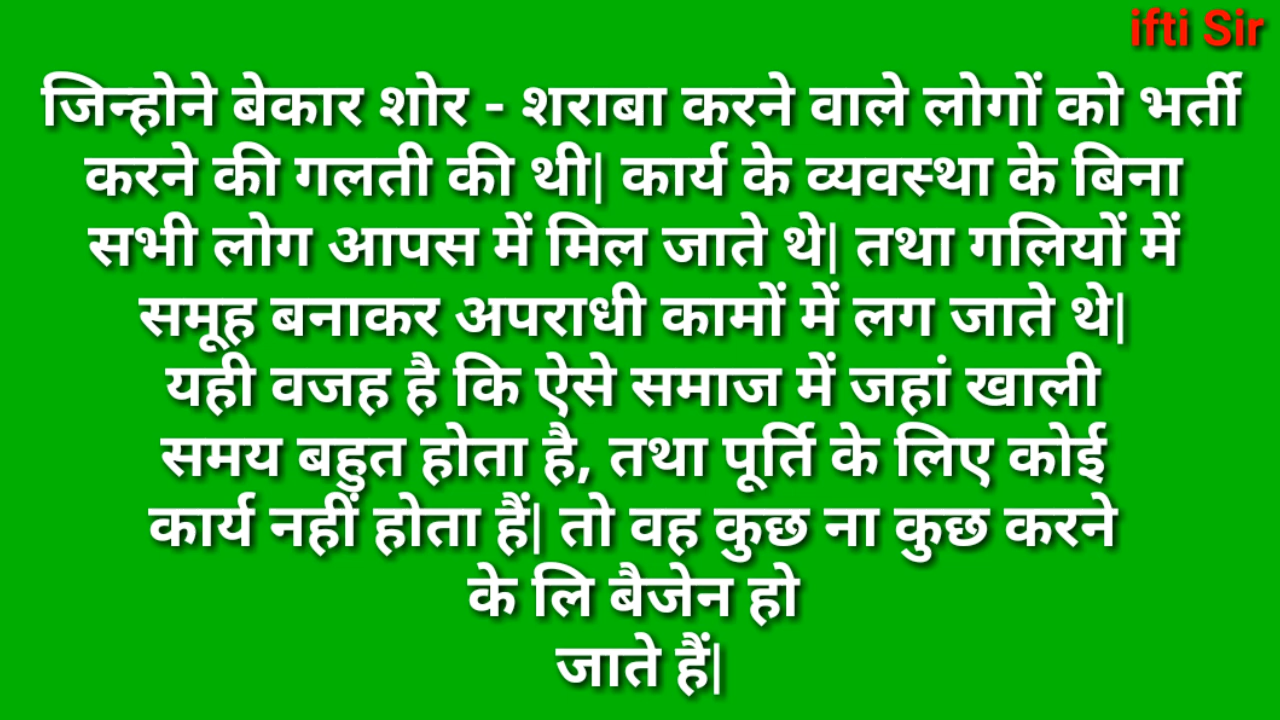 ifti Sir
जिन्होने बेकार शोर - शराबा करने वाले लोगों को भर्ती
करने की गलती की थी| कार्य के व्यवस्था के बिना
सभी लोग आपस में मिल जाते थे| तथा गलियों में
समूह बनाकर अपराधी कामों में लग जाते थे|
यही वजह है कि ऐसे समाज में जहां खाली
समय बहुत होता है, तथा पूर्ति के लिए कोई
कार्य नहीं होता हैं| तो वह कुछ ना कुछ करने
के लि बैजेन हो
जाते हैं|